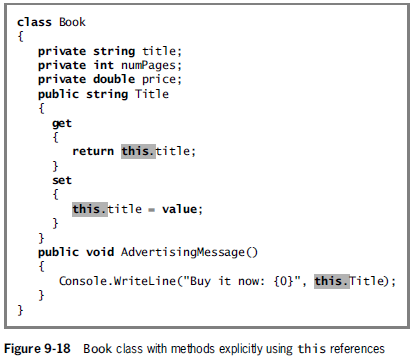 class Book
{
private string title;
private int numPages;
private double price;
public string Title
{
get
{
return this.title;
}
set
{
this.title = value;
}
}
public void AdvertisingMessage()
{
Console.WriteLine("Buy it now: {0}", this.Title);
}
}
Figure 9-18 Book class with methods explicitly using this references